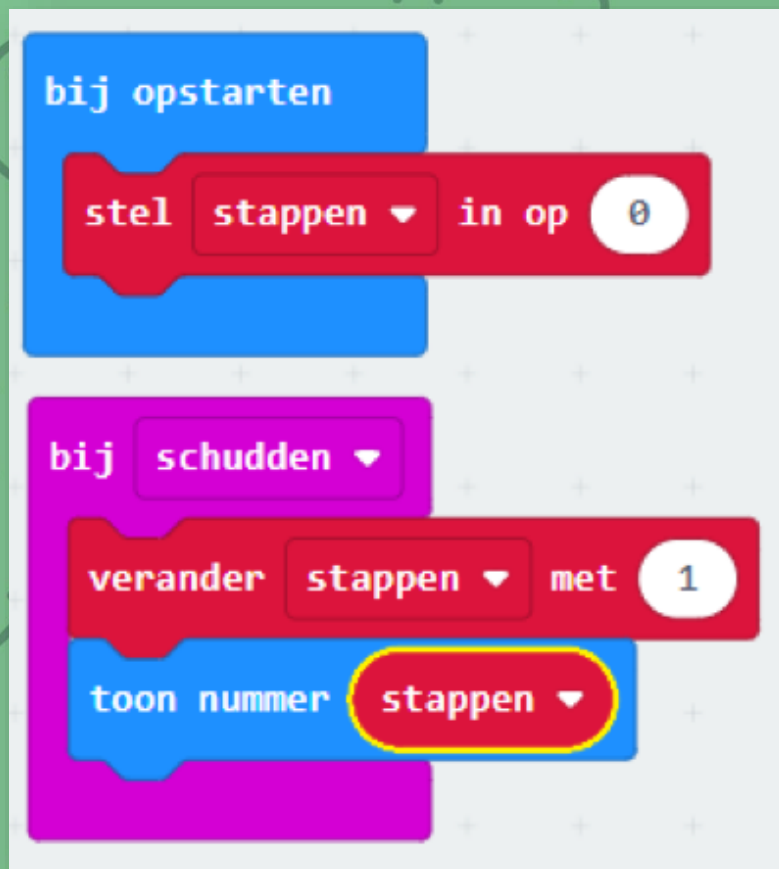 bij opstarten
stel stappen in op 0
bij schudden
verander stappen met 1
toon nummer stappen